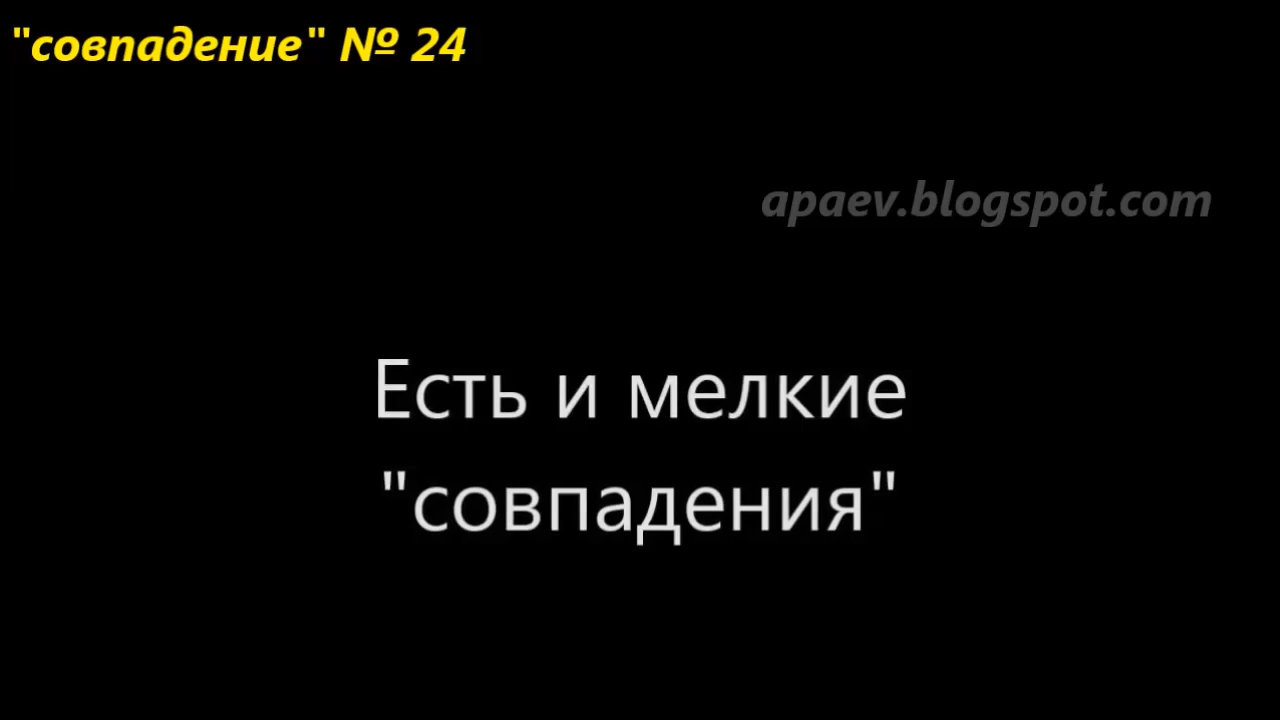 "совпадение" № 24
apaev.blogspot.com
Есть и мелкие
"совпадения"